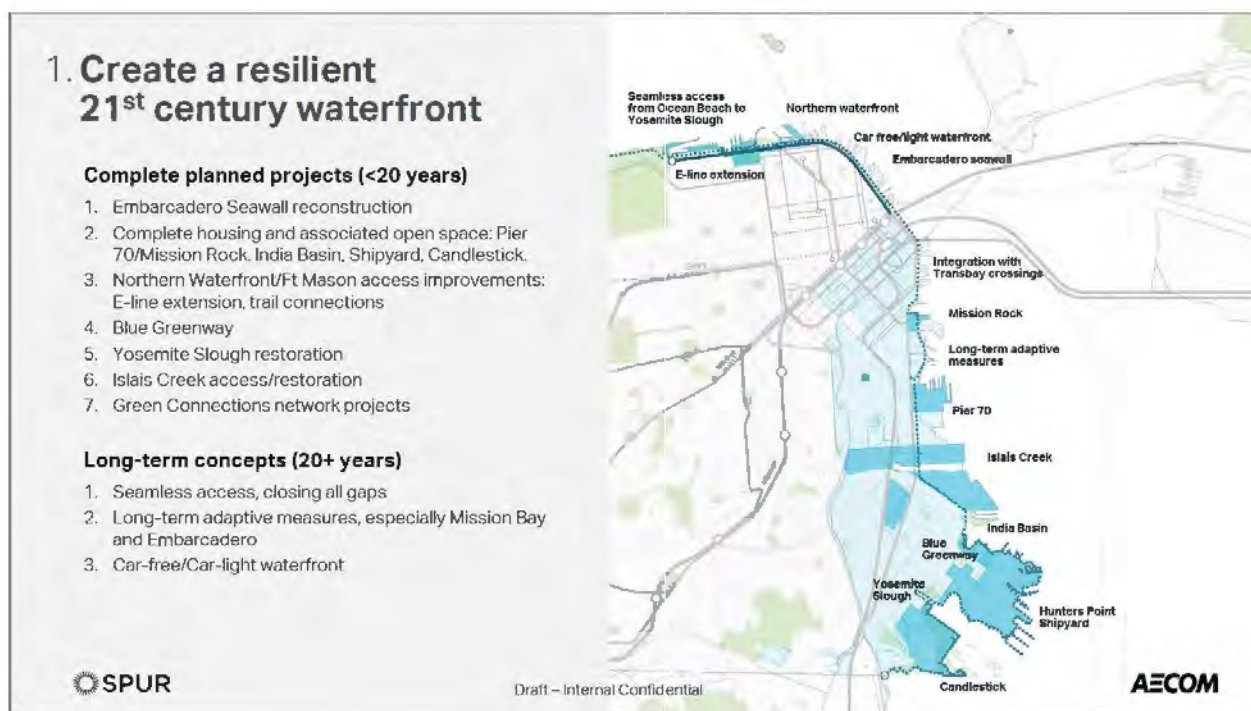 1. Create a resilient
21st century waterfront
Complete planned projects (<20 years)
1. Embarcadero Seawall reconstruction
2. Complete housing and associated open space: Pier
70/Mission Rock, India Basin, Shipyard, Candlestick.
3. Northern Waterfront/Ft Mason access improvements:
E-line extension, trail connections
4. Blue Greenway
5. Yosemite Slough restoration
6. Islais Creek access/restoration
7. Green Connections network projects
Long-term concepts (20+ years)
1. Seamless access, closing all gaps
2. Long-term adaptive measures, especially Mission Bay
and Embarcadero
3. Car-free/Car-light waterfront
Seamless access
from Ocean Beach to
Yosemite Slough
Northern waterfront
Car free/light waterfront
Embarcadero seawall
E-line extension
Integration with
Transbay crossings
Mission Rock
Long-term adaptive
measures
Pier 70
Islais Creek
India Basin
Blue
Greenway
Yosemite
Slough
Hunters Point
Shipyard
Candlestick
SPUR
Draft – Internal Confidential
AECOM